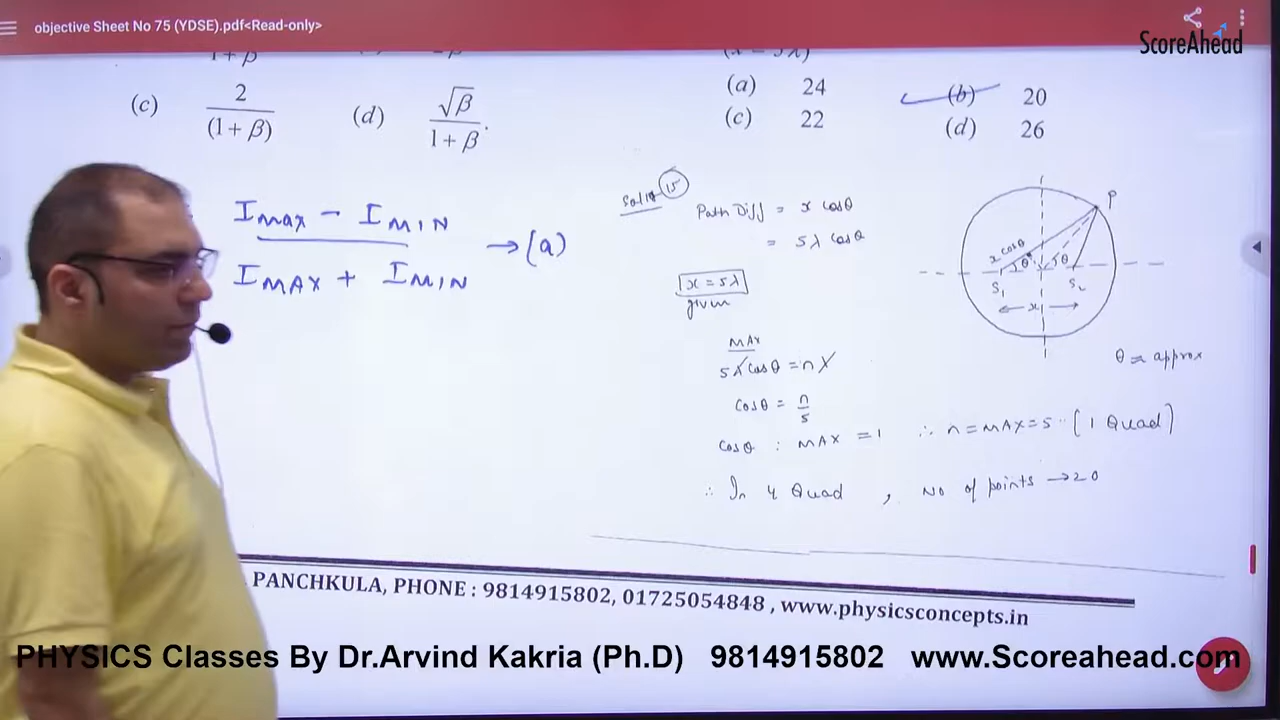 objective Sheet No 75 (YDSE).pdf<Read-only>
ScoreAhead
(c) 2/(1 + β) (d) √β/1 + β.
(a) 24 (b) 20
(c) 22 (d) 26
IMAX - IMIN
IMAX + IMIN → (a)
15
Path Diff = x cosθ
= 5λ cosθ
x = 5λ
given
MAX
5λ cosθ = nλ
cosθ = n/5
cosθ : MAX = 1 ∴ n = MAX = 5 ·· [1 Quad]
∴ In 4 Quad , No of points → 20
P
x cosθ
θ θ
S1 S2
x
θ ≈ approx
PANCHKULA, PHONE : 9814915802, 01725054848 , www.physicsconcepts.in
PHYSICS Classes By Dr.Arvind Kakria (Ph.D) 9814915802 www.Scoreahead.com